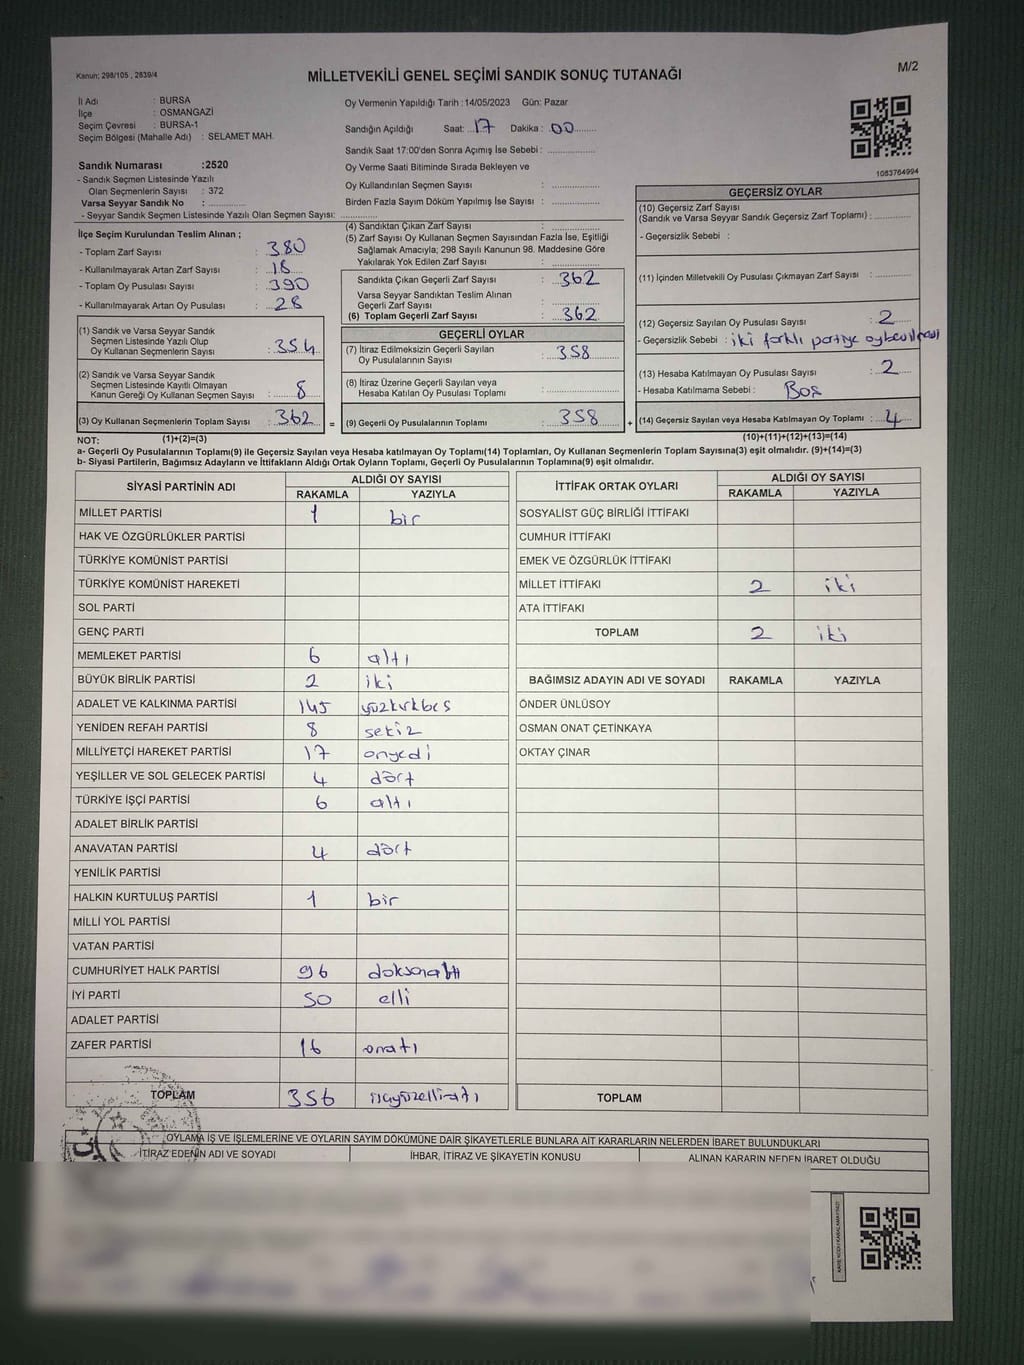 Kanun; 298/105 , 2839/4
MİLLETVEKİLİ GENEL SEÇİMİ SANDIK SONUÇ TUTANAĞI
M/2
İl Adı : BURSA
İlçe : OSMANGAZİ
Seçim Çevresi : BURSA-1
Seçim Bölgesi (Mahalle Adı) : SELAMET MAH.
Sandık Numarası :2520
- Sandık Seçmen Listesinde Yazılı
Olan Seçmenlerin Sayısı : 372
Varsa Seyyar Sandık No :
- Seyyar Sandık Seçmen Listesinde Yazılı Olan Seçmen Sayısı:
Oy Vermenin Yapıldığı Tarih :14/05/2023 Gün: Pazar
Sandığın Açıldığı Saat: 17 Dakika : 00
Sandık Saat 17:00'den Sonra Açımış İse Sebebi :
Oy Verme Saati Bitiminde Sırada Bekleyen ve
Oy Kullandırılan Seçmen Sayısı :
Birden Fazla Sayım Döküm Yapılmış İse Sayısı :
1083764994
İlçe Seçim Kurulundan Teslim Alınan ;
- Toplam Zarf Sayısı : 380
- Kullanılmayarak Artan Zarf Sayısı : 18
- Toplam Oy Pusulası Sayısı : 390
- Kullanılmayarak Artan Oy Pusulası : 28
(1) Sandık ve Varsa Seyyar Sandık
Seçmen Listesinde Yazılı Olup
Oy Kullanan Seçmenlerin Sayısı : 354
(2) Sandık ve Varsa Seyyar Sandık
Seçmen Listesinde Kayıtlı Olmayan
Kanun Gereği Oy Kullanan Seçmen Sayısı : 8
(3) Oy Kullanan Seçmenlerin Toplam Sayısı : 362
(4) Sandıktan Çıkan Zarf Sayısı :
(5) Zarf Sayısı Oy Kullanan Seçmen Sayısından Fazla İse, Eşitliği
Sağlamak Amacıyla; 298 Sayılı Kanunun 98. Maddesine Göre
Yakılarak Yok Edilen Zarf Sayısı :
Sandıkta Çıkan Geçerli Zarf Sayısı : 362
Varsa Seyyar Sandıktan Teslim Alınan
Geçerli Zarf Sayısı :
(6) Toplam Geçerli Zarf Sayısı : 362
GEÇERLİ OYLAR
(7) İtiraz Edilmeksizin Geçerli Sayılan
Oy Pusulasının Sayısı : 358
(8) İtiraz Üzerine Geçerli Sayılan veya
Hesaba Katılan Oy Pusulası Toplamı :
= (9) Geçerli Oy Pusulalarının Toplamı : 358 +
GEÇERSİZ OYLAR
(10) Geçersiz Zarf Sayısı
(Sandık ve Varsa Seyyar Sandık Geçersiz Zarf Toplamı) :
- Geçersizlik Sebebi :
(11) İçinden Milletvekili Oy Pusulası Çıkmayan Zarf Sayısı :
(12) Geçersiz Sayılan Oy Pusulası Sayısı : 2
- Geçersizlik Sebebi : iki farklı partiye
(13) Hesaba Katılmayan Oy Pusulası Sayısı : 2
- Hesaba Katılmama Sebebi : Boş
(14) Geçersiz Sayılan veya Hesaba Katılmayan Oy Toplamı : 4
NOT: (1)+(2)=(3) (10)+(11)+(12)+(13)=(14)
a- Geçerli Oy Pusulalarının Toplamı(9) ile Geçersiz Sayılan veya Hesaba katılmayan Oy Toplamı(14) Toplamları, Oy Kullanan Seçmenlerin Toplam Sayısına(3) eşit olmalıdır. (9)+(14)=(3)
b- Siyasi Partilerin, Bağımsız Adayların ve İttifakların Aldığı Ortak Oyların Toplamı, Geçerli Oy Pusulalarının Toplamına(9) eşit olmalıdır.
SİYASİ PARTİNİN ADI ALDIĞI OY SAYISI
RAKAMLA YAZIYLA
MİLLET PARTİSİ 1 bir
HAK VE ÖZGÜRLÜKLER PARTİSİ
TÜRKİYE KOMÜNİST PARTİSİ
TÜRKİYE KOMÜNİST HAREKETİ
SOL PARTİ
GENÇ PARTİ
MEMLEKET PARTİSİ 6 altı
BÜYÜK BİRLİK PARTİSİ 2 iki
ADALET VE KALKINMA PARTİSİ 145 yüzkırkbeş
YENİDEN REFAH PARTİSİ 8 sekiz
MİLLİYETÇİ HAREKET PARTİSİ 17 onyedi
YEŞİLLER VE SOL GELECEK PARTİSİ 4 dört
TÜRKİYE İŞÇİ PARTİSİ 6 altı
ADALET BİRLİK PARTİSİ
ANAVATAN PARTİSİ 4 dört
YENİLİK PARTİSİ
HALKIN KURTULUŞ PARTİSİ 1 bir
MİLLİ YOL PARTİSİ
VATAN PARTİSİ
CUMHURİYET HALK PARTİSİ 96 doksanaltı
İYİ PARTİ 50 elli
ADALET PARTİSİ
ZAFER PARTİSİ 16 onaltı
TOPLAM 356 üçyüzellialtı
İTTİFAK ORTAK OYLARI ALDIĞI OY SAYISI
RAKAMLA YAZIYLA
SOSYALİST GÜÇ BİRLİĞİ İTTİFAKI
CUMHUR İTTİFAKI
EMEK VE ÖZGÜRLÜK İTTİFAKI
MİLLET İTTİFAKI 2 iki
ATA İTTİFAKI
TOPLAM 2 iki
BAĞIMSIZ ADAYIN ADI VE SOYADI RAKAMLA YAZIYLA
ÖNDER ÜNLÜSOY
OSMAN ONAT ÇETİNKAYA
OKTAY ÇINAR
TOPLAM
OYLAMA İŞ VE İŞLEMLERİNE VE OYLARIN SAYIM DÖKÜMÜNE DAİR ŞİKAYETLERLE BUNLARA AİT KARARLARIN NELERDEN İBARET BULUNDUKLARI
İTİRAZ EDENİN ADI VE SOYADI İHBAR, İTİRAZ VE ŞİKAYETİN KONUSU ALINAN KARARIN NEDEN İBARET OLDUĞU